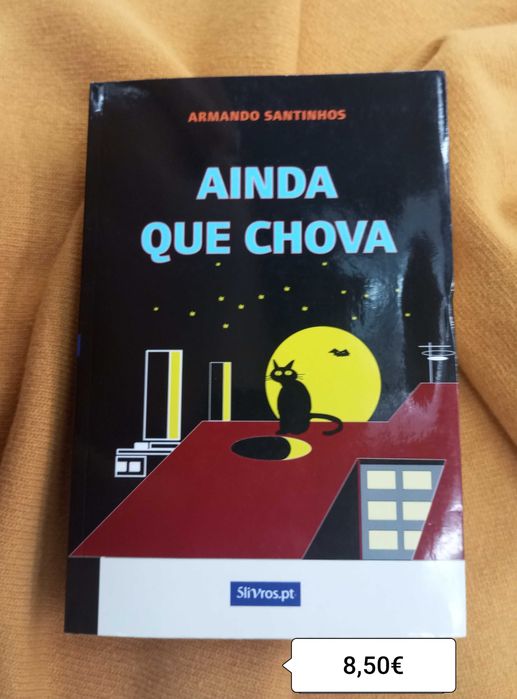 ARMANDO SANTINHOS
AINDA
QUE CHOVA
5livros.pt
8,50€